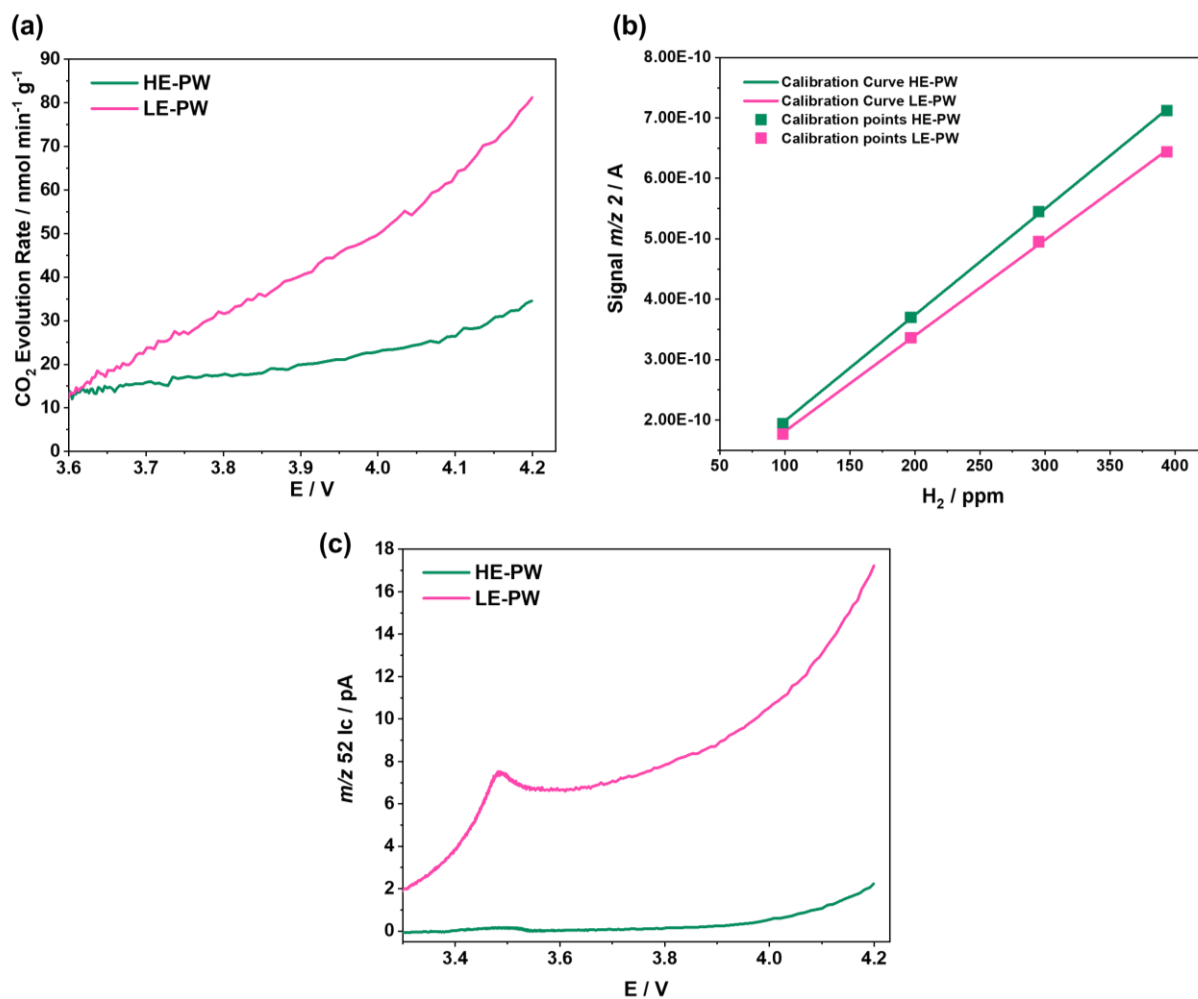 (a)
90
80
70
60
50
40
30
20
10
0
CO2 Evolution Rate / nmol min⁻¹ g⁻¹
HE-PW
LE-PW
3.6 3.7 3.8 3.9 4.0 4.1 4.2
E / V
(b)
8.00E-10
7.00E-10
6.00E-10
5.00E-10
4.00E-10
3.00E-10
2.00E-10
Signal m/z 2 / A
Calibration Curve HE-PW
Calibration Curve LE-PW
Calibration points HE-PW
Calibration points LE-PW
50 100 150 200 250 300 350 400
H2 / ppm
(c)
18
16
14
12
10
8
6
4
2
0
m/z 52 Ic / pA
HE-PW
LE-PW
3.4 3.6 3.8 4.0 4.2
E / V